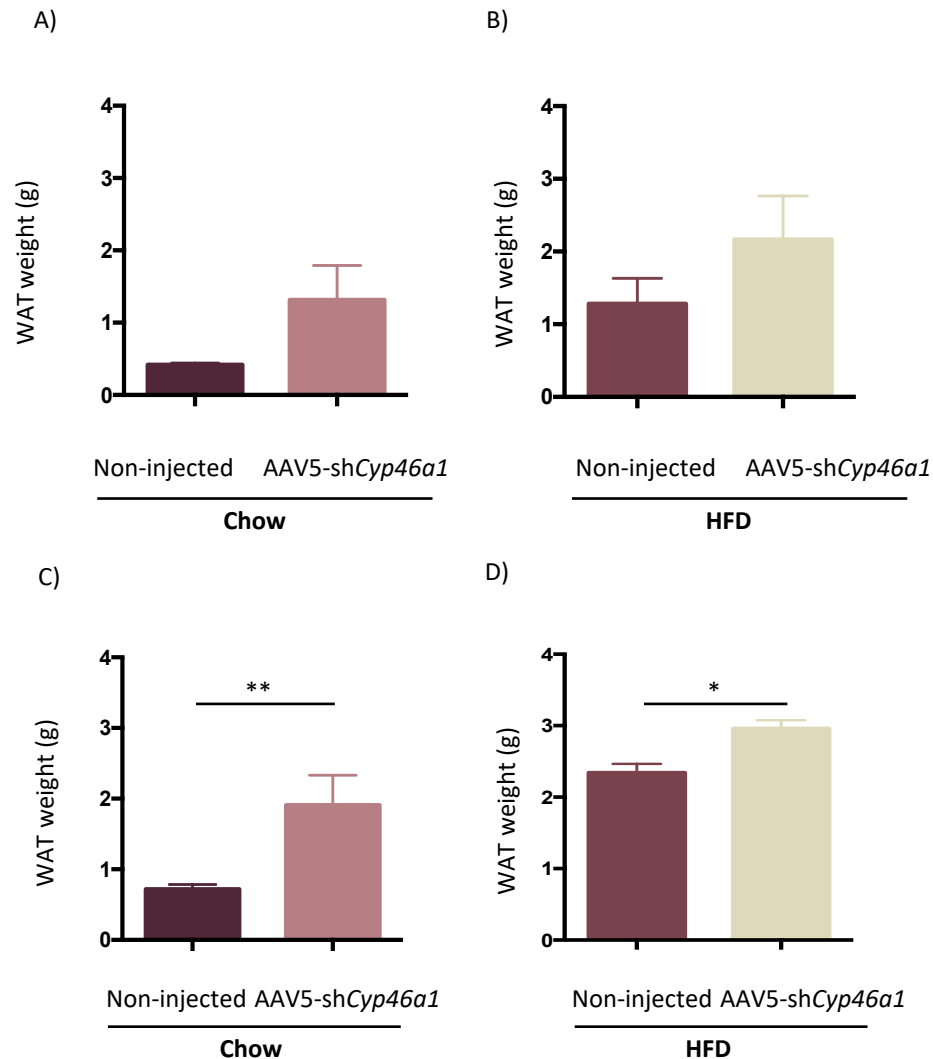 A)
WAT weight (g)
4
3
2
1
0
Non-injected AAV5-shCyp46a1
Chow
B)
WAT weight (g)
4
3
2
1
0
Non-injected AAV5-shCyp46a1
HFD
C)
WAT weight (g)
4
3
2
1
0
**
Non-injected AAV5-shCyp46a1
Chow
D)
WAT weight (g)
4
3
2
1
0
*
Non-injected AAV5-shCyp46a1
HFD